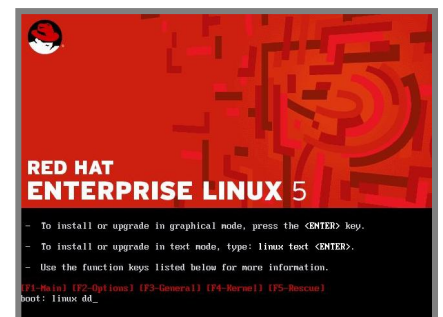 RED HAT
ENTERPRISE LINUX 5
- To install or upgrade in graphical mode, press the <ENTER> key.
- To install or upgrade in text mode, type: linux text <ENTER>.
- Use the function keys listed below for more information.
[F1-Main] [F2-Options] [F3-General] [F4-Kernel] [F5-Rescue]
boot: linux dd_